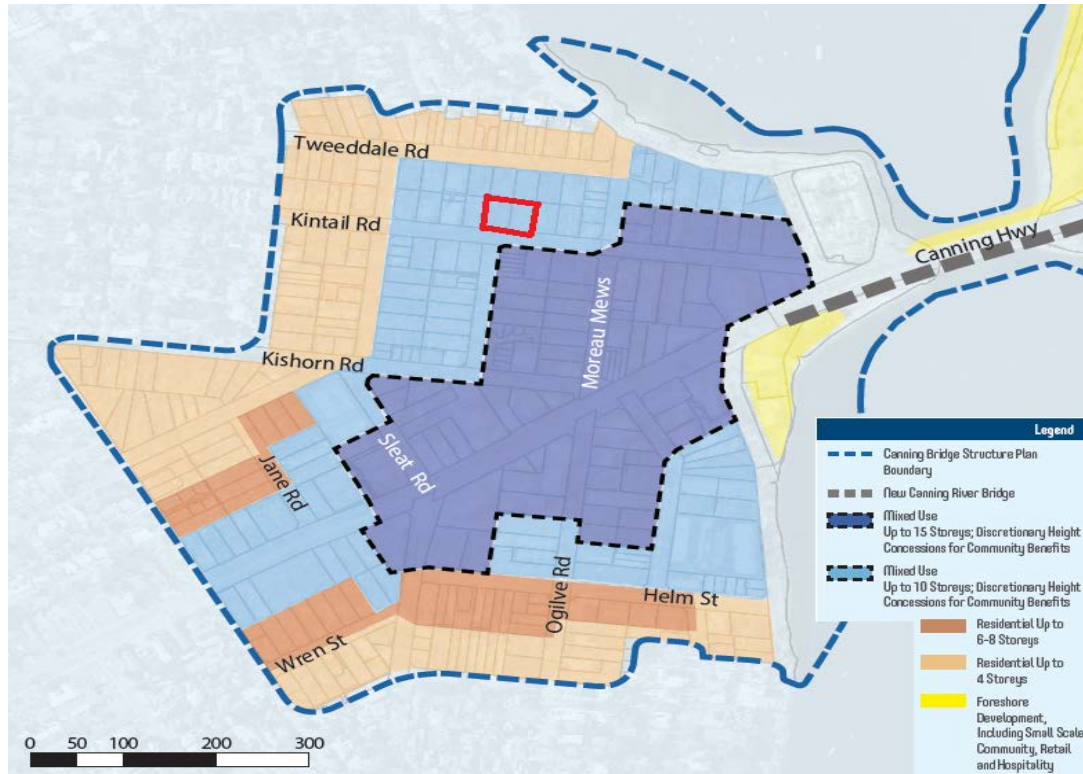 Tweeddale Rd
Kintail Rd
Canning Hwy
Moreau Mews
Kishorn Rd
Sleat Rd
Jane Rd
Ogilve Rd
Helm St
Wren St
0 50 100 200 300
Legend
Canning Bridge Structure Plan
Boundary
New Canning River Bridge
Mixed Use
Up to 15 Storeys; Discretionary Height
Concessions for Community Benefits
Mixed Use
Up to 10 Storeys; Discretionary Height
Concessions for Community Benefits
Residential Up to
6-8 Storeys
Residential Up to
4 Storeys
Foreshore
Development,
Including Small Scale
Community, Retail
and Hospitality